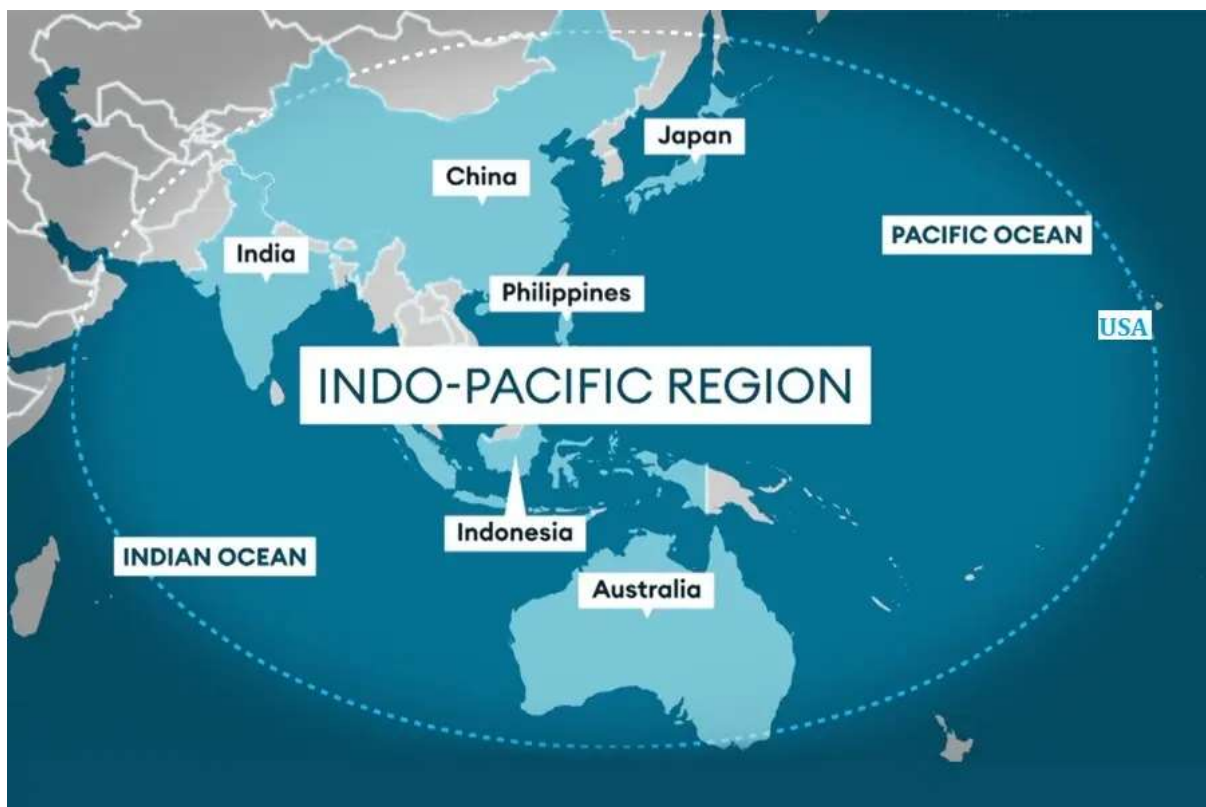 Japan
China
PACIFIC OCEAN
India
Philippines
USA
INDO-PACIFIC REGION
Indonesia
INDIAN OCEAN
Australia